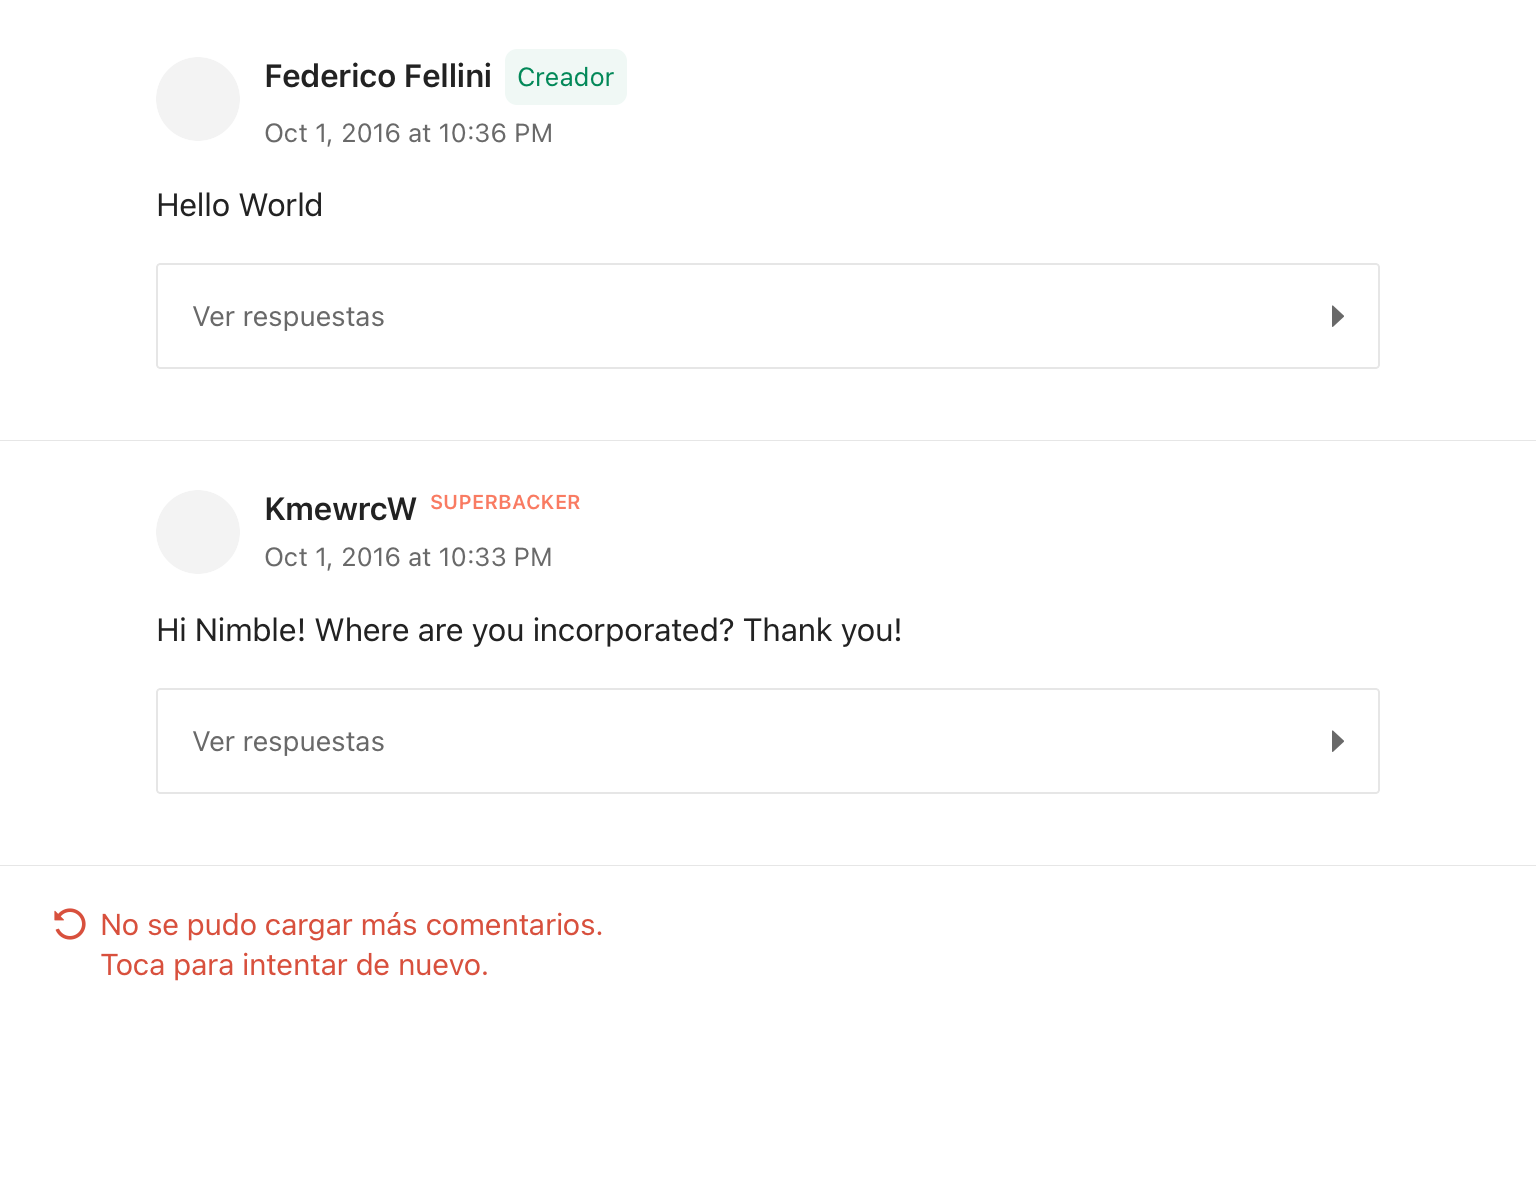 Federico Fellini Creador
Oct 1, 2016 at 10:36 PM
Hello World
Ver respuestas
KmewrcW SUPERBACKER
Oct 1, 2016 at 10:33 PM
Hi Nimble! Where are you incorporated? Thank you!
Ver respuestas
No se pudo cargar más comentarios.
Toca para intentar de nuevo.